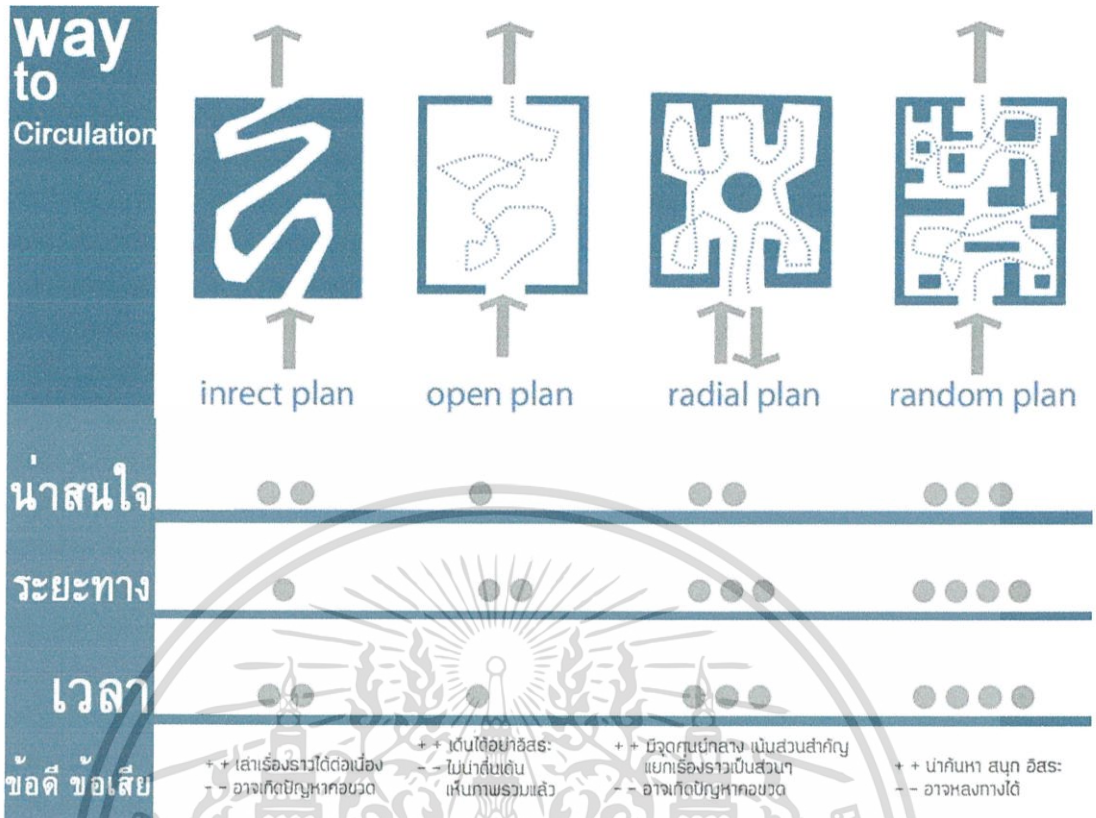 way
to
Circulation
inrect plan
open plan
radial plan
random plan
น่าสนใจ
ระยะทาง
เวลา
ข้อดี ข้อเสีย
+ + เล่าเรื่องราวได้ต่อเนื่อง
- - อาจเกิดปัญหาคอขวด
+ + เดินได้อย่าอิสระ
- - ไม่น่าตื่นเต้น
เห็นภาพรวมแล้ว
+ + มีจุดศูนย์กลาง เน้นส่วนสำคัญ
แยกเรื่องราวเป็นส่วนๆ
- - อาจเกิดปัญหาคอขวด
+ + น่าค้นหา สนุก อิสระ
- - อาจหลงทางได้